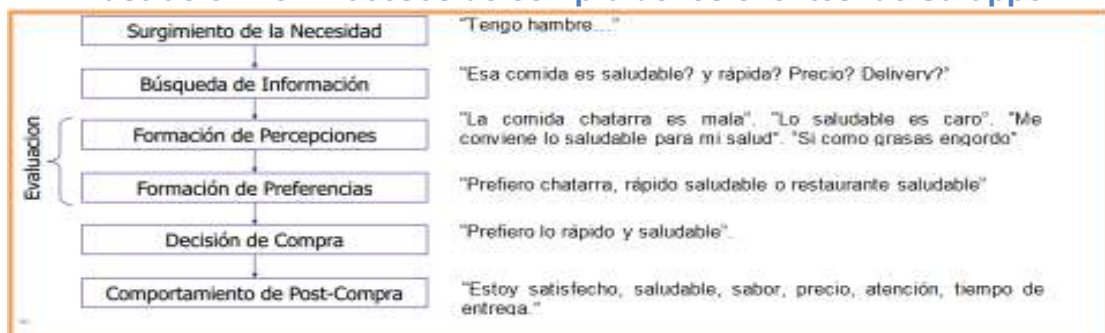 Surgimiento de la Necesidad
"Tengo hambre..."
Búsqueda de Información
"Esa comida es saludable? y rápida? Precio? Delivery?"
Evaluacion
Formación de Percepciones
"La comida chatarra es mala". "Lo saludable es caro". "Me
conviene lo saludable para mi salud". "Si como grasas engordo"
Formación de Preferencias
"Prefiero chatarra, rápido saludable o restaurante saludable"
Decisión de Compra
"Prefiero lo rápido y saludable".
Comportamiento de Post-Compra
"Estoy satisfecho, saludable, sabor, precio, atención, tiempo de
entrega."